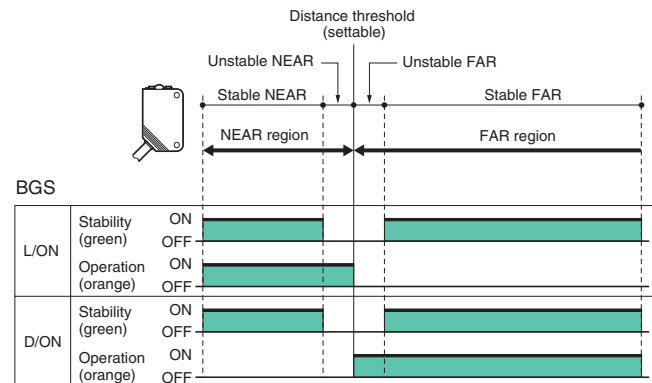 Distance threshold
(settable)
Unstable NEAR
Unstable FAR
Stable NEAR
Stable FAR
NEAR region
FAR region
BGS
L/ON
Stability
(green)
ON
OFF
Operation
(orange)
ON
OFF
D/ON
Stability
(green)
ON
OFF
Operation
(orange)
ON
OFF